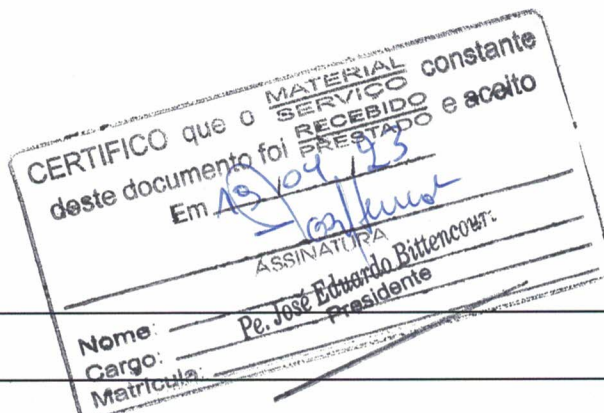 CERTIFICO que o MATERIAL SERVIÇO constante
deste documento foi RECEBIDO PRESTADO e aceito
Em 19/04/23
ASSINATURA
Nome: Pe. José Eduardo Bittencour:
Cargo: Presidente
Matrícula: